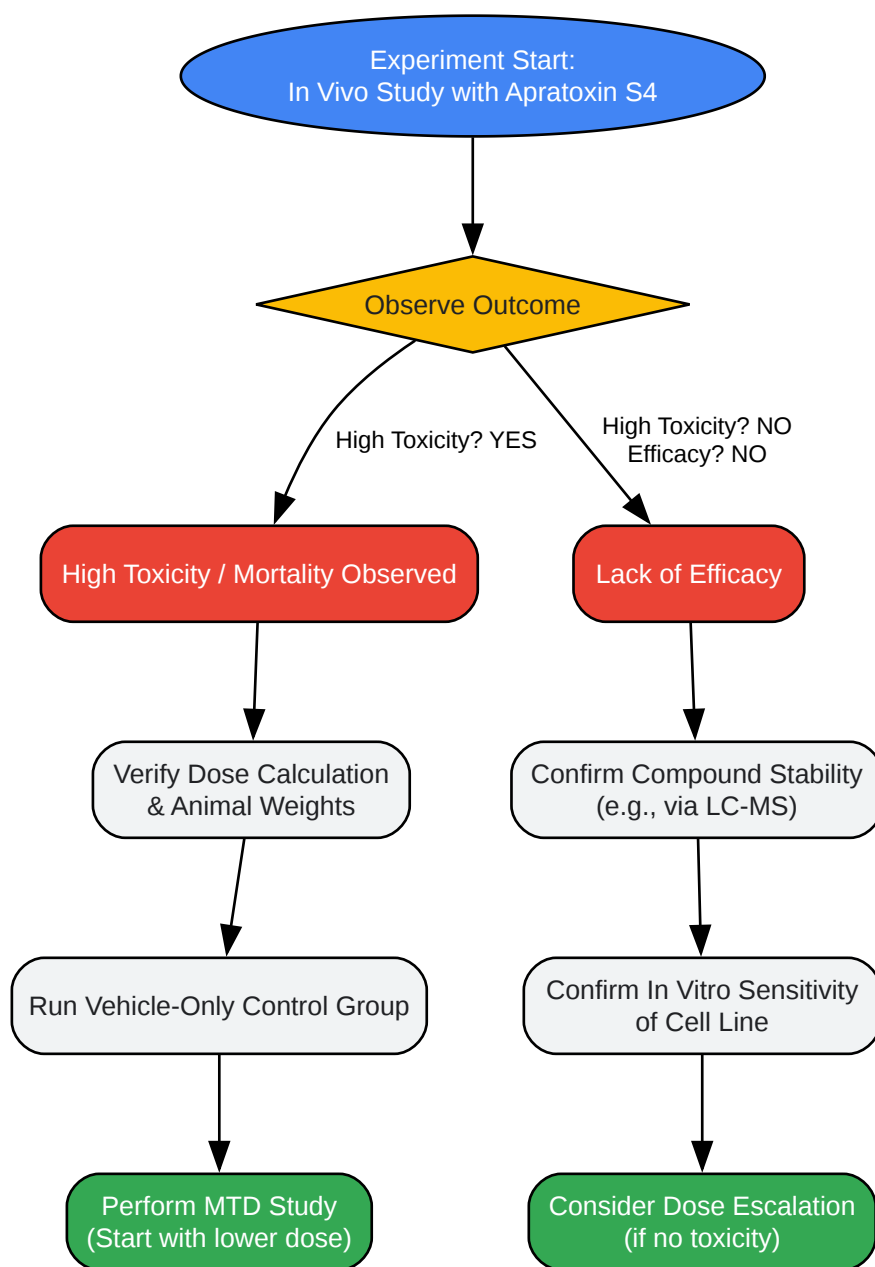 Experiment Start:
In Vivo Study with Apratoxin S4
Observe Outcome
High Toxicity? YES
High Toxicity? NO
Efficacy? NO
High Toxicity / Mortality Observed
Lack of Efficacy
Verify Dose Calculation
& Animal Weights
Confirm Compound Stability
(e.g., via LC-MS)
Run Vehicle-Only Control Group
Confirm In Vitro Sensitivity
of Cell Line
Perform MTD Study
(Start with lower dose)
Consider Dose Escalation
(if no toxicity)